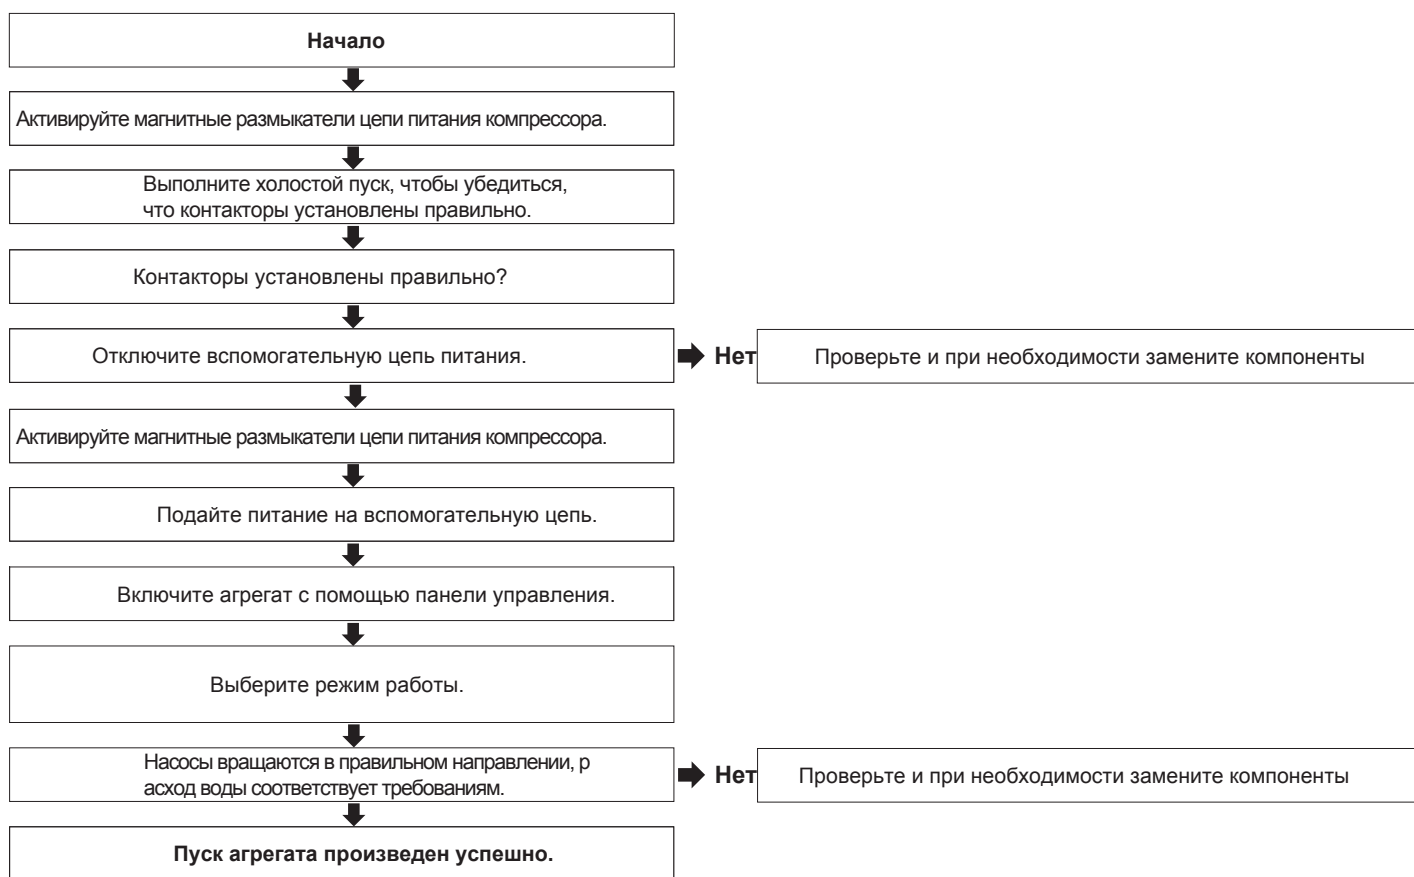 Начало
Активируйте магнитные размыкатели цепи питания компрессора.
Выполните холостой пуск, чтобы убедиться,
что контакторы установлены правильно.
Контакторы установлены правильно?
Отключите вспомогательную цепь питания.
Нет
Проверьте и при необходимости замените компоненты
Активируйте магнитные размыкатели цепи питания компрессора.
Подайте питание на вспомогательную цепь.
Включите агрегат с помощью панели управления.
Выберите режим работы.
Насосы вращаются в правильном направлении, р
асход воды соответствует требованиям.
Нет
Проверьте и при необходимости замените компоненты
Пуск агрегата произведен успешно.